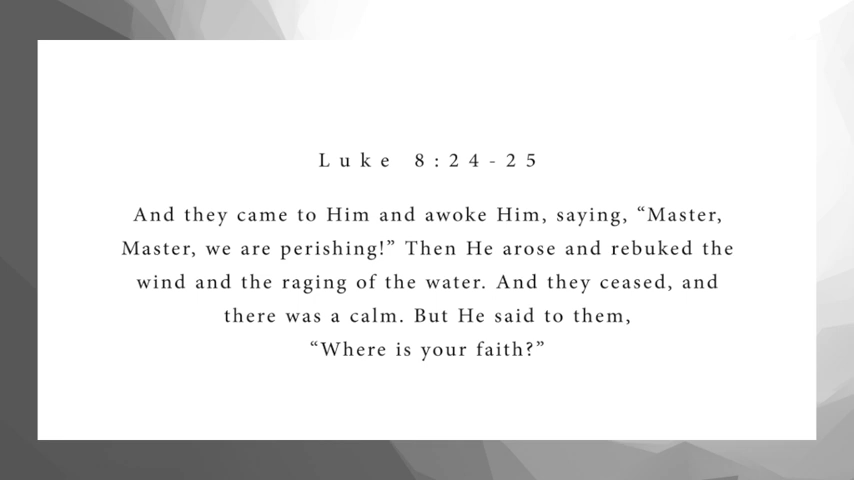 Luke 8:24-25
And they came to Him and awoke Him, saying, “Master,
Master, we are perishing!” Then He arose and rebuked the
wind and the raging of the water. And they ceased, and
there was a calm. But He said to them,
“Where is your faith?”